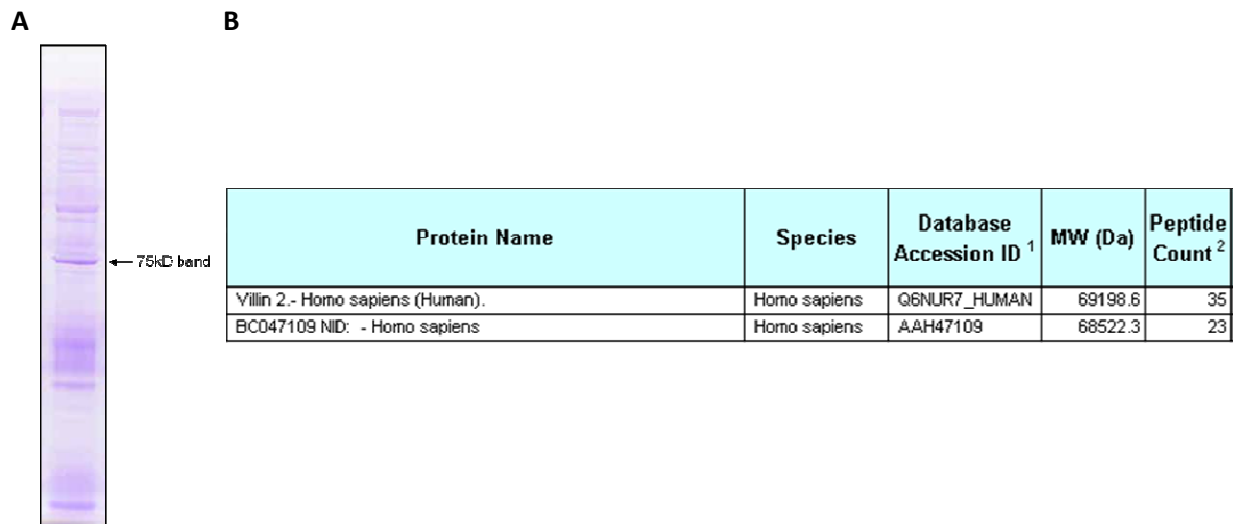 A
B
75kD band
Protein Name Species Database Accession ID 1 MW (Da) Peptide Count 2
Villin 2.- Homo sapiens (Human). Homo sapiens Q6NUR7_HUMAN 69198.6 35
BC047109 NID: - Homo sapiens Homo sapiens AAH47109 68522.3 23